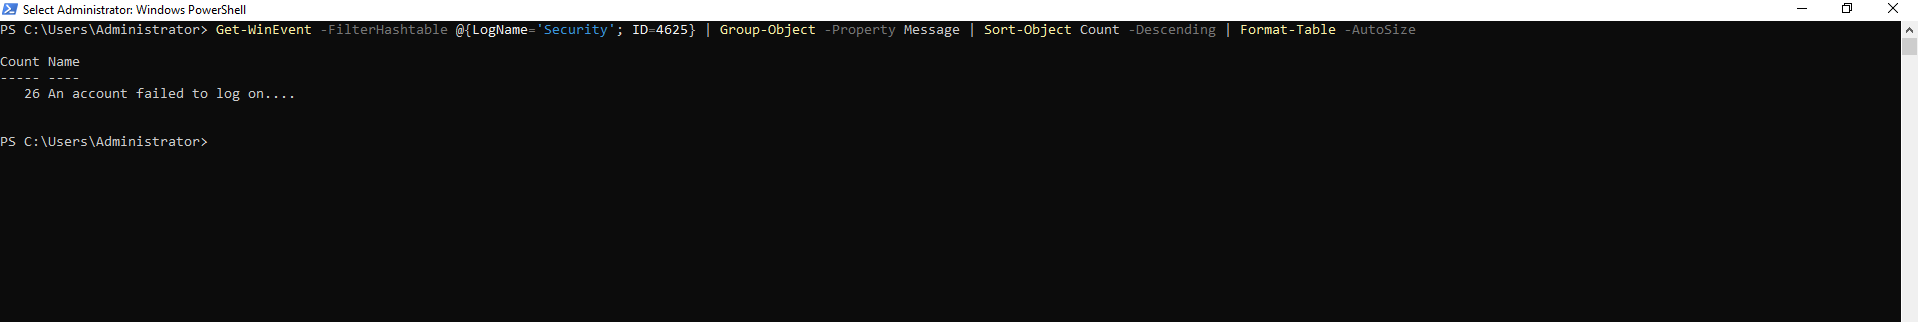 Select Administrator: Windows PowerShell
PS C:\Users\Administrator> Get-WinEvent -FilterHashtable @{LogName='Security'; ID=4625} | Group-Object -Property Message | Sort-Object Count -Descending | Format-Table -AutoSize
Count Name
----- ----
26 An account failed to log on....
PS C:\Users\Administrator>